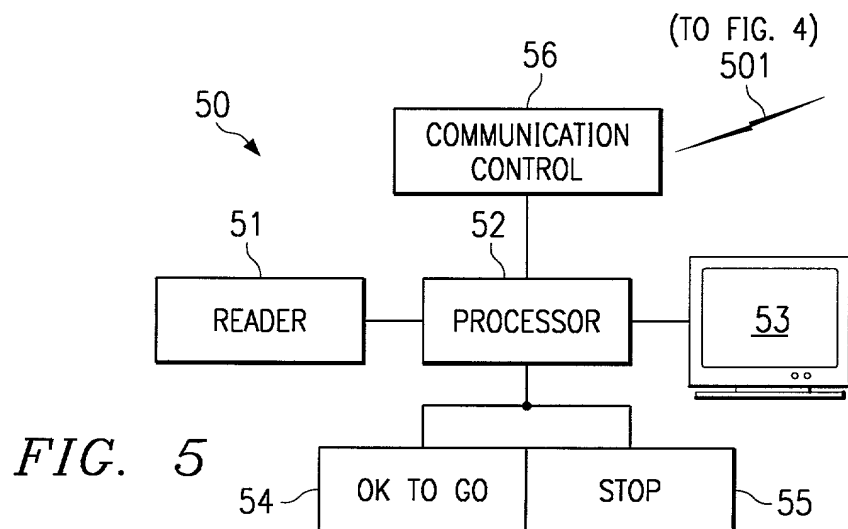 (TO FIG. 4)
501
56
50
COMMUNICATION
CONTROL
51
52
READER
PROCESSOR
53
FIG. 5
54
OK TO GO
STOP
55